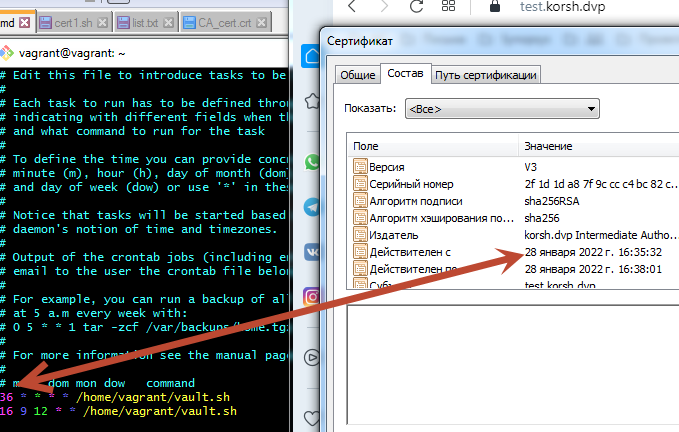 md
cert1.sh
list.txt
CA_cert.crt
vagrant@vagrant: ~
# Edit this file to introduce tasks to be
#
# Each task to run has to be defined throu
# indicating with different fields when th
# and what command to run for the task
#
# To define the time you can provide concr
# minute (m), hour (h), day of month (dom)
# and day of week (dow) or use '*' in thes
#
# Notice that tasks will be started based
# daemon's notion of time and timezones.
#
# Output of the crontab jobs (including er
# email to the user the crontab file belon
#
# For example, you can run a backup of all
# at 5 a.m every week with:
# 0 5 * * 1 tar -zcf /var/backups/home.tgz
#
# For more information see the manual page
#
# m dom mon dow command
36 * * * * /home/vagrant/vault.sh
16 9 12 * * /home/vagrant/vault.sh
test.korsh.dvp
Сертификат
Общие
Состав
Путь сертификации
Показать:
<Все>
Поле
Значение
Версия
V3
Серийный номер
2f 1d 1d a8 7f 9c cc c4 bc 82 c...
Алгоритм подписи
sha256RSA
Алгоритм хэширования по...
sha256
Издатель
korsh.dvp Intermediate Autho...
Действителен с
28 января 2022 г. 16:35:32
Действителен по
28 января 2022 г. 16:38:01
test.korsh.dvp